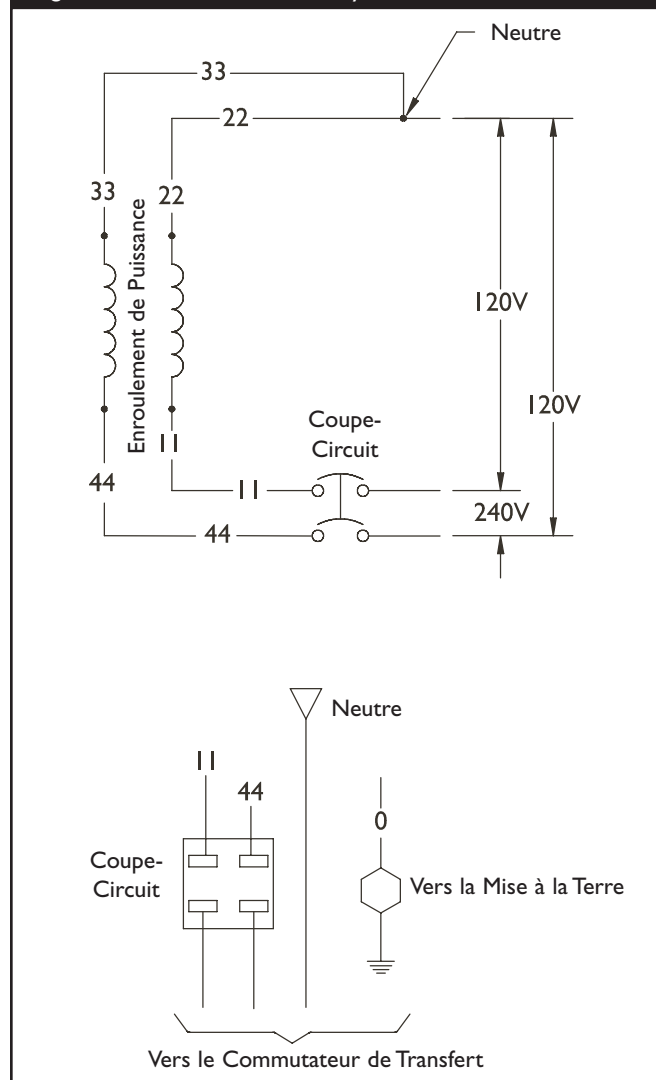 Neutre
33
22
33
22
Enroulement de Puissance
120V
120V
Coupe-
Circuit
11
44
11
240V
44
Neutre
11
44
0
Coupe-
Circuit
Vers la Mise à la Terre
Vers le Commutateur de Transfert